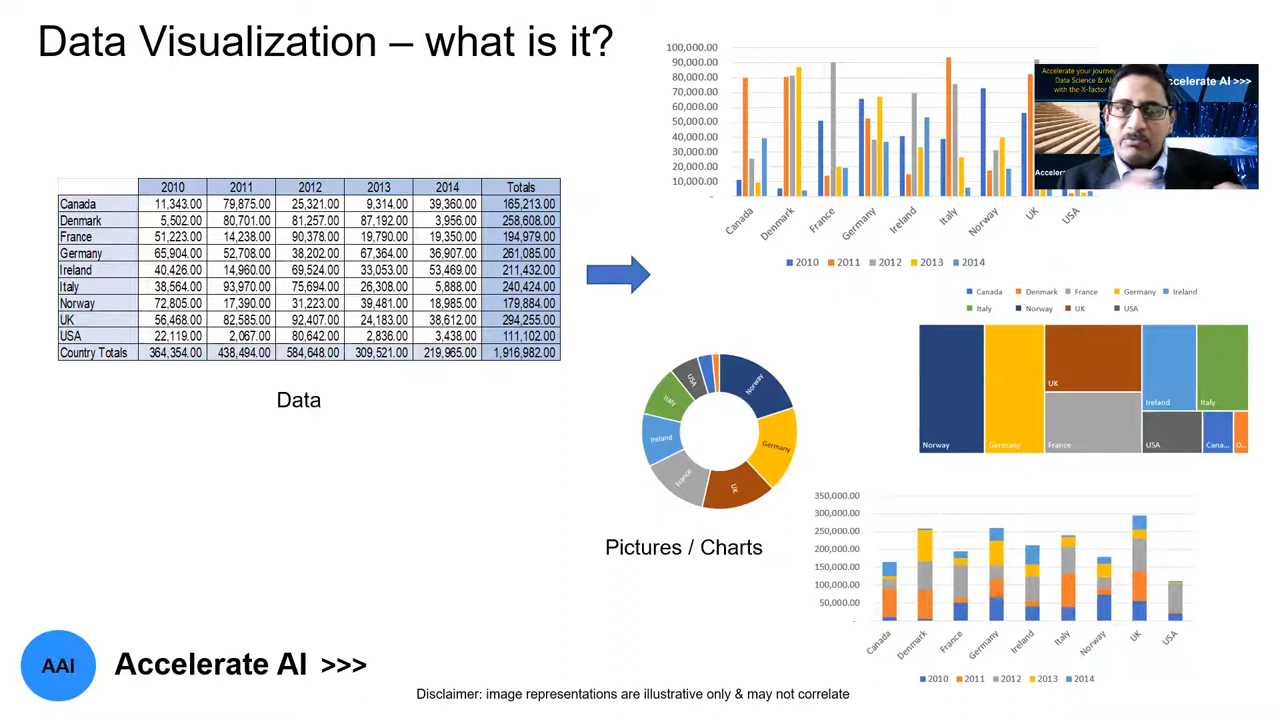 Data Visualization – what is it?
2010 2011 2012 2013 2014 Totals
Canada 11,343.00 79,875.00 25,321.00 9,314.00 39,360.00 165,213.00
Denmark 5,502.00 80,701.00 81,257.00 87,192.00 3,956.00 258,608.00
France 51,223.00 14,238.00 90,378.00 19,790.00 19,350.00 194,979.00
Germany 65,904.00 52,708.00 38,202.00 67,364.00 36,907.00 261,085.00
Ireland 40,426.00 14,960.00 69,524.00 33,053.00 53,469.00 211,432.00
Italy 38,564.00 93,970.00 75,694.00 26,308.00 5,888.00 240,424.00
Norway 72,805.00 17,390.00 31,223.00 39,481.00 18,985.00 179,884.00
UK 56,468.00 82,585.00 92,407.00 24,183.00 38,612.00 294,255.00
USA 22,119.00 2,067.00 80,642.00 2,836.00 3,438.00 111,102.00
Country Totals 364,354.00 438,494.00 584,648.00 309,521.00 219,965.00 1,916,982.00
Data
100,000.00
90,000.00
80,000.00
70,000.00
60,000.00
50,000.00
40,000.00
30,000.00
20,000.00
10,000.00
-
Canada Denmark France Germany Ireland Italy Norway UK USA
2010 2011 2012 2013 2014
Accelerate your journey
Data Science & AI
with the X-factor
ccelerate AI >>>
Acceler
Canada Denmark France Germany Ireland
Italy Norway UK USA
Norway Germany UK France Ireland Italy USA Cana... D...
Norway
Germany
UK
France
Ireland
Italy
USA
Pictures / Charts
350,000.00
300,000.00
250,000.00
200,000.00
150,000.00
100,000.00
50,000.00
-
Canada Denmark France Germany Ireland Italy Norway UK USA
2010 2011 2012 2013 2014
AAI Accelerate AI >>>
Disclaimer: image representations are illustrative only & may not correlate